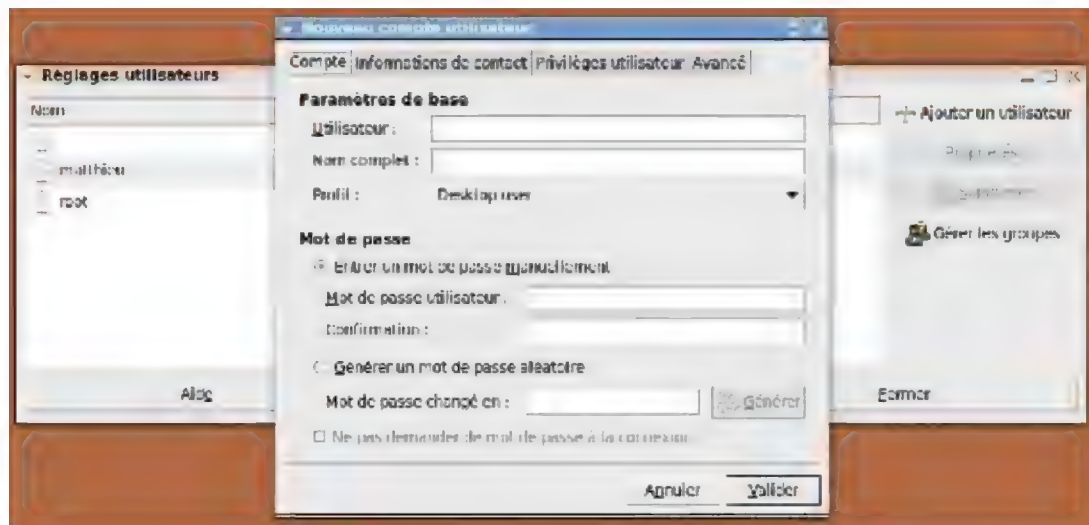 Nouveau compte utilisateur
Compte Informations de contact Privilèges utilisateur Avancé
Réglages utilisateurs
Nom
matthieu
root
Paramètres de base
Utilisateur :
Nom complet :
Profil : Desktop user
Mot de passe
Entrer un mot de passe manuellement
Mot de passe utilisateur :
Confirmation :
Générer un mot de passe aléatoire
Mot de passe changé en : Générer
Ne pas demander de mot de passe à la connexion
Annuler Valider
Ajouter un utilisateur
Propriétés
Supprimer
Gérer les groupes
Aide
Fermer